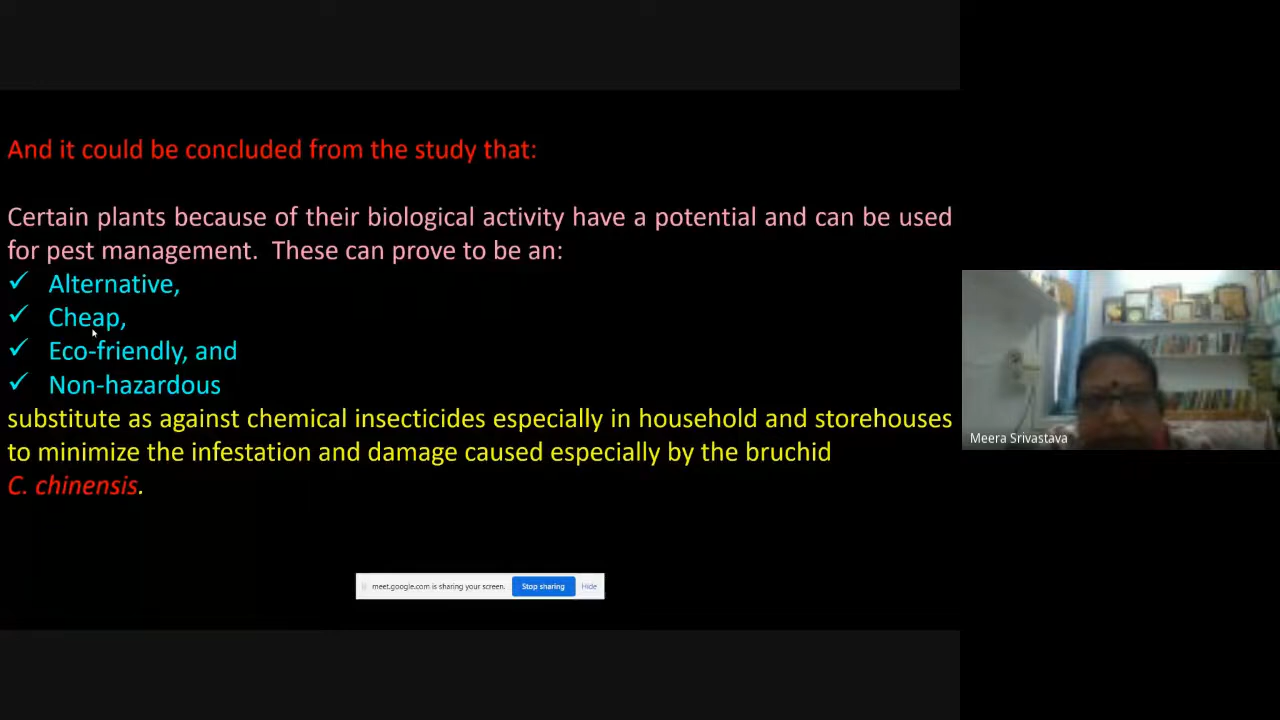 And it could be concluded from the study that:
Certain plants because of their biological activity have a potential and can be used
for pest management. These can prove to be an:
✓ Alternative,
✓ Cheap,
✓ Eco-friendly, and
✓ Non-hazardous
substitute as against chemical insecticides especially in household and storehouses
to minimize the infestation and damage caused especially by the bruchid
C. chinensis.
meet.google.com is sharing your screen. Stop sharing Hide
Meera Srivastava